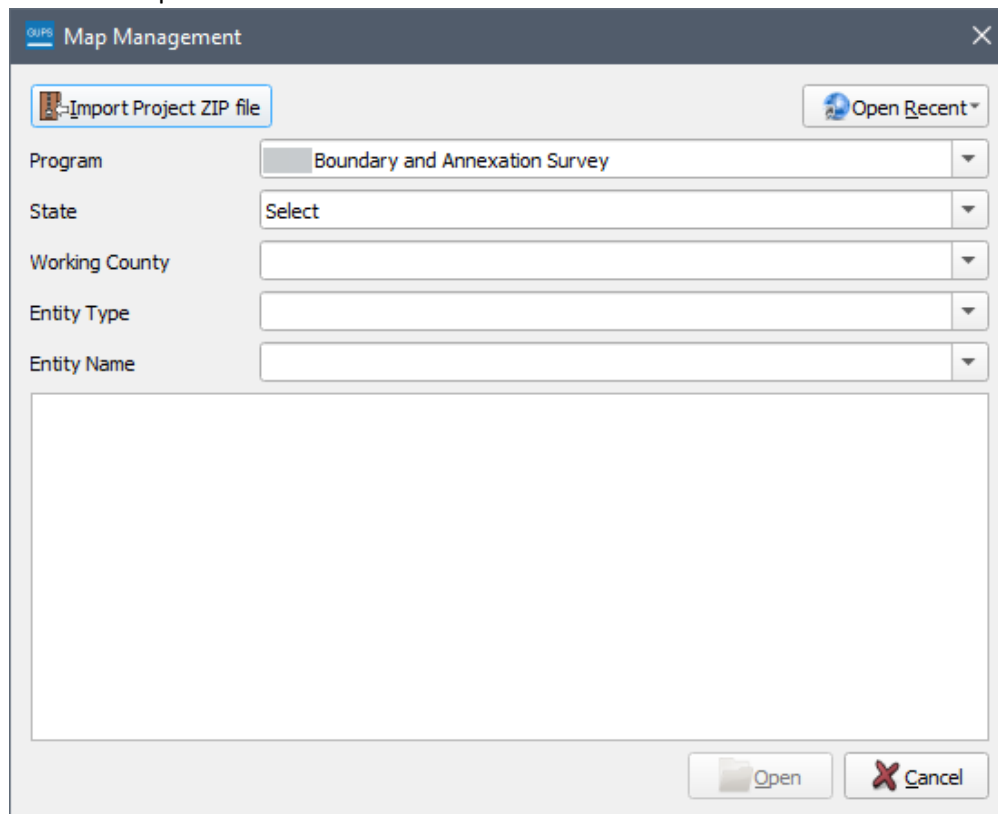 GUPS Map Management
Import Project ZIP file
Open Recent
Program Boundary and Annexation Survey
State Select
Working County
Entity Type
Entity Name
Open Cancel